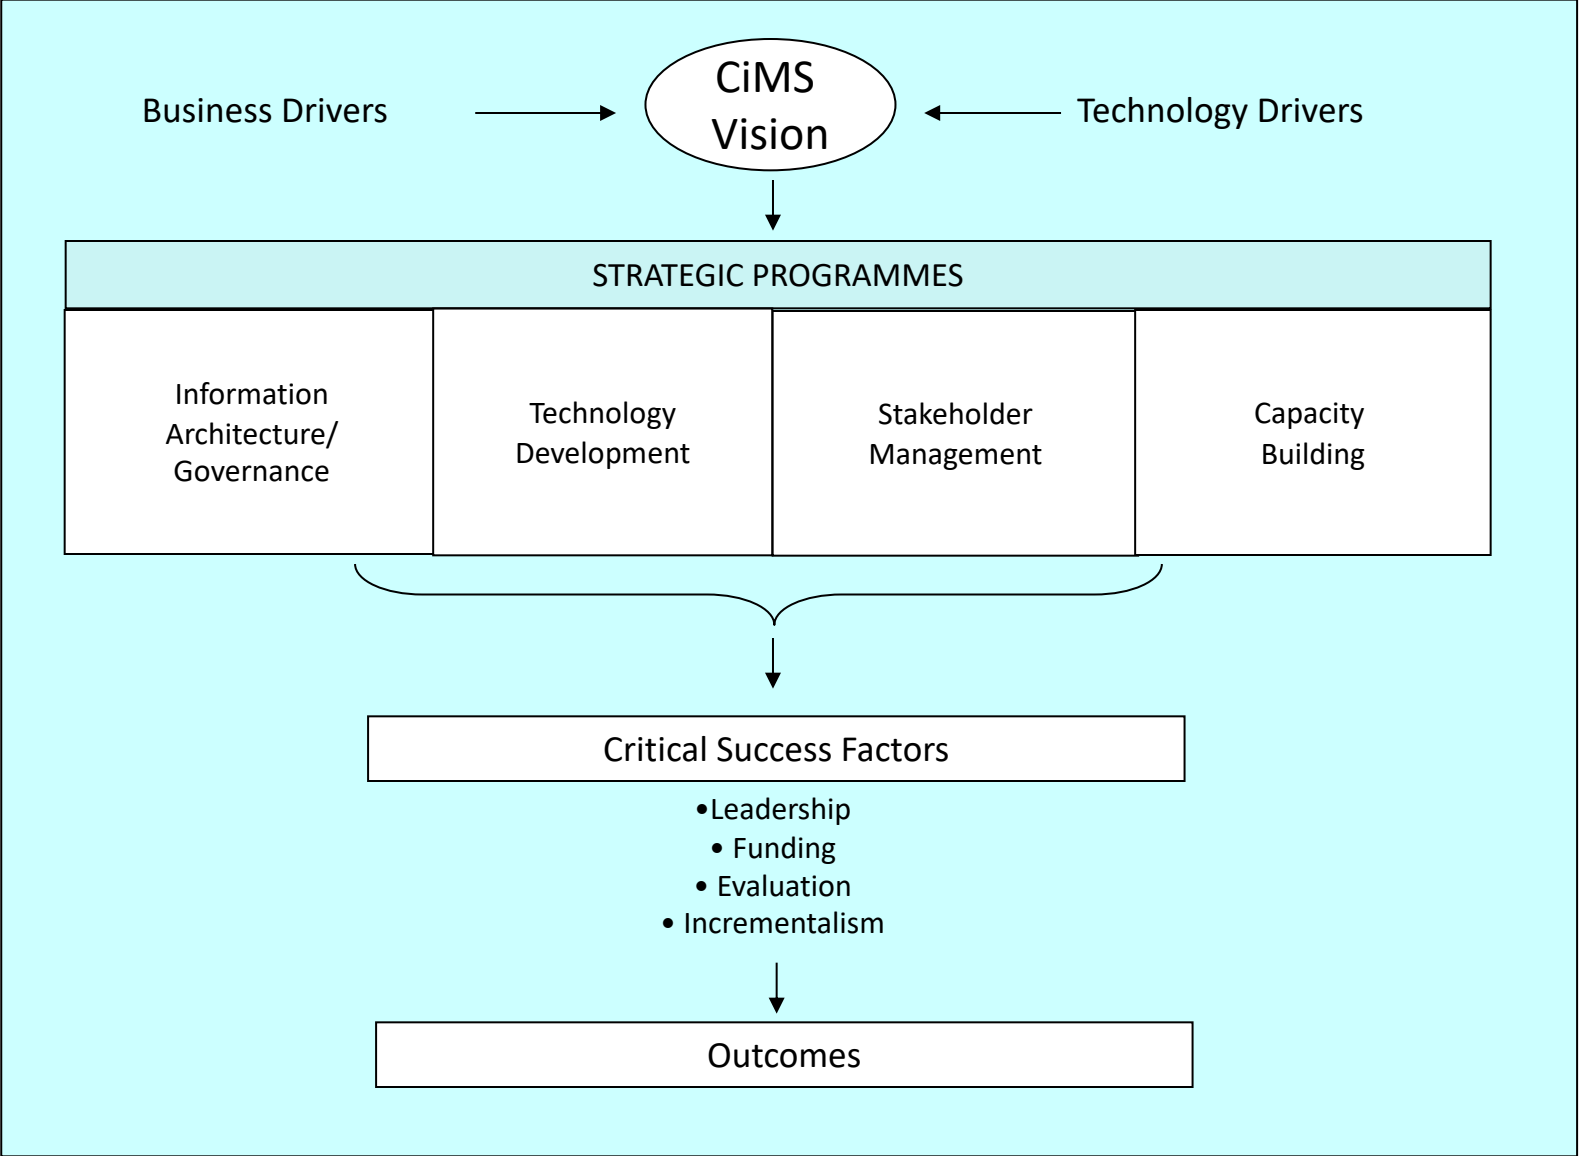 CiMS
Vision
Business Drivers
Technology Drivers
STRATEGIC PROGRAMMES
Information
Architecture/
Governance
Technology
Development
Stakeholder
Management
Capacity
Building
Critical Success Factors
•Leadership
• Funding
• Evaluation
• Incrementalism
Outcomes